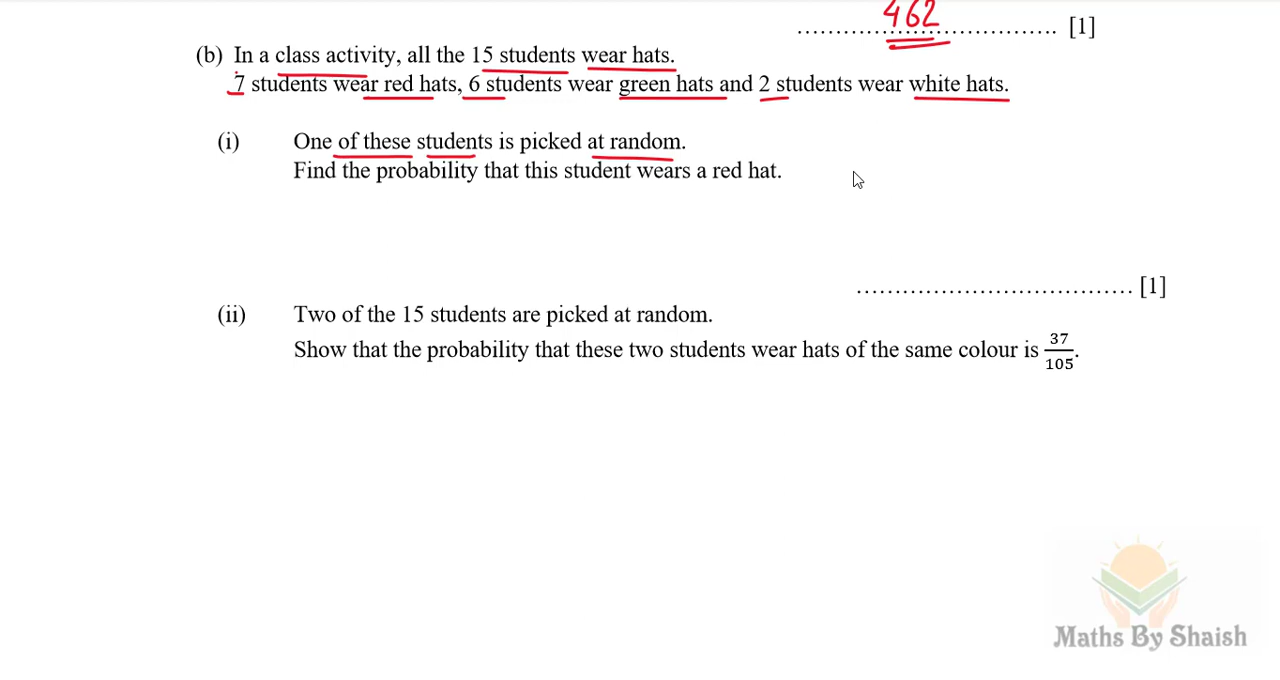 462
.................................... [1]
(b) In a class activity, all the 15 students wear hats.
7 students wear red hats, 6 students wear green hats and 2 students wear white hats.
(i) One of these students is picked at random.
Find the probability that this student wears a red hat.
.................................... [1]
(ii) Two of the 15 students are picked at random.
Show that the probability that these two students wear hats of the same colour is 37/105.
Maths By Shaish